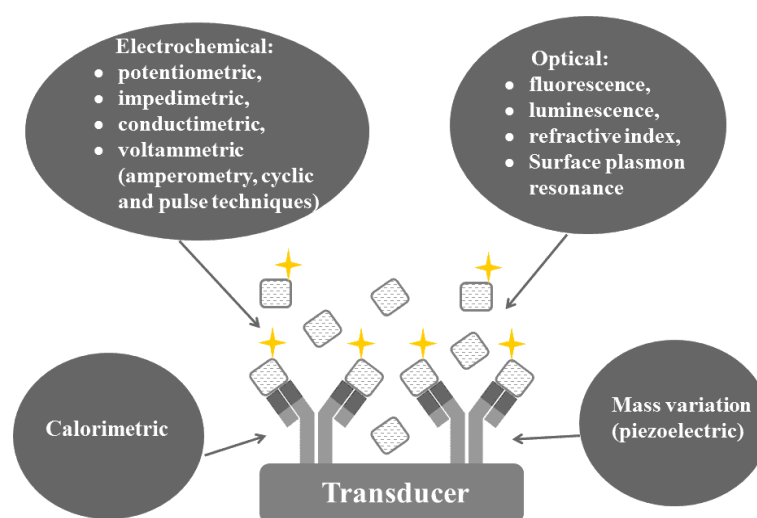 Electrochemical:
• potentiometric,
• impedimetric,
• conductimetric,
• voltammetric
(amperometry, cyclic
and pulse techniques)
Optical:
• fluorescence,
• luminescence,
• refractive index,
• Surface plasmon
resonance
Calorimetric
Mass variation
(piezoelectric)
Transducer